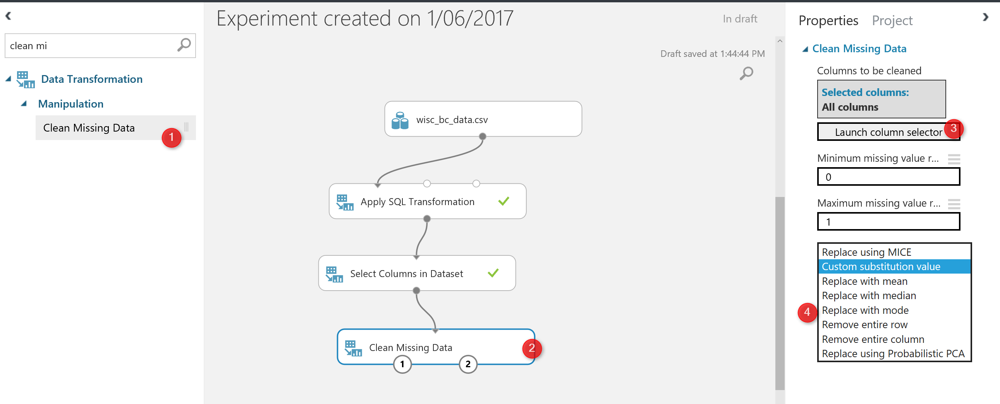 clean mi
Data Transformation
Manipulation
Clean Missing Data
1
Experiment created on 1/06/2017
In draft
Draft saved at 1:44:44 PM
wisc_bc_data.csv
Apply SQL Transformation
Select Columns in Dataset
Clean Missing Data
2
1
2
Properties
Project
Clean Missing Data
Columns to be cleaned
Selected columns:
All columns
Launch column selector
3
Minimum missing value r...
0
Maximum missing value r...
1
Replace using MICE
Custom substitution value
Replace with mean
Replace with median
Replace with mode
4
Remove entire row
Remove entire column
Replace using Probabilistic PCA